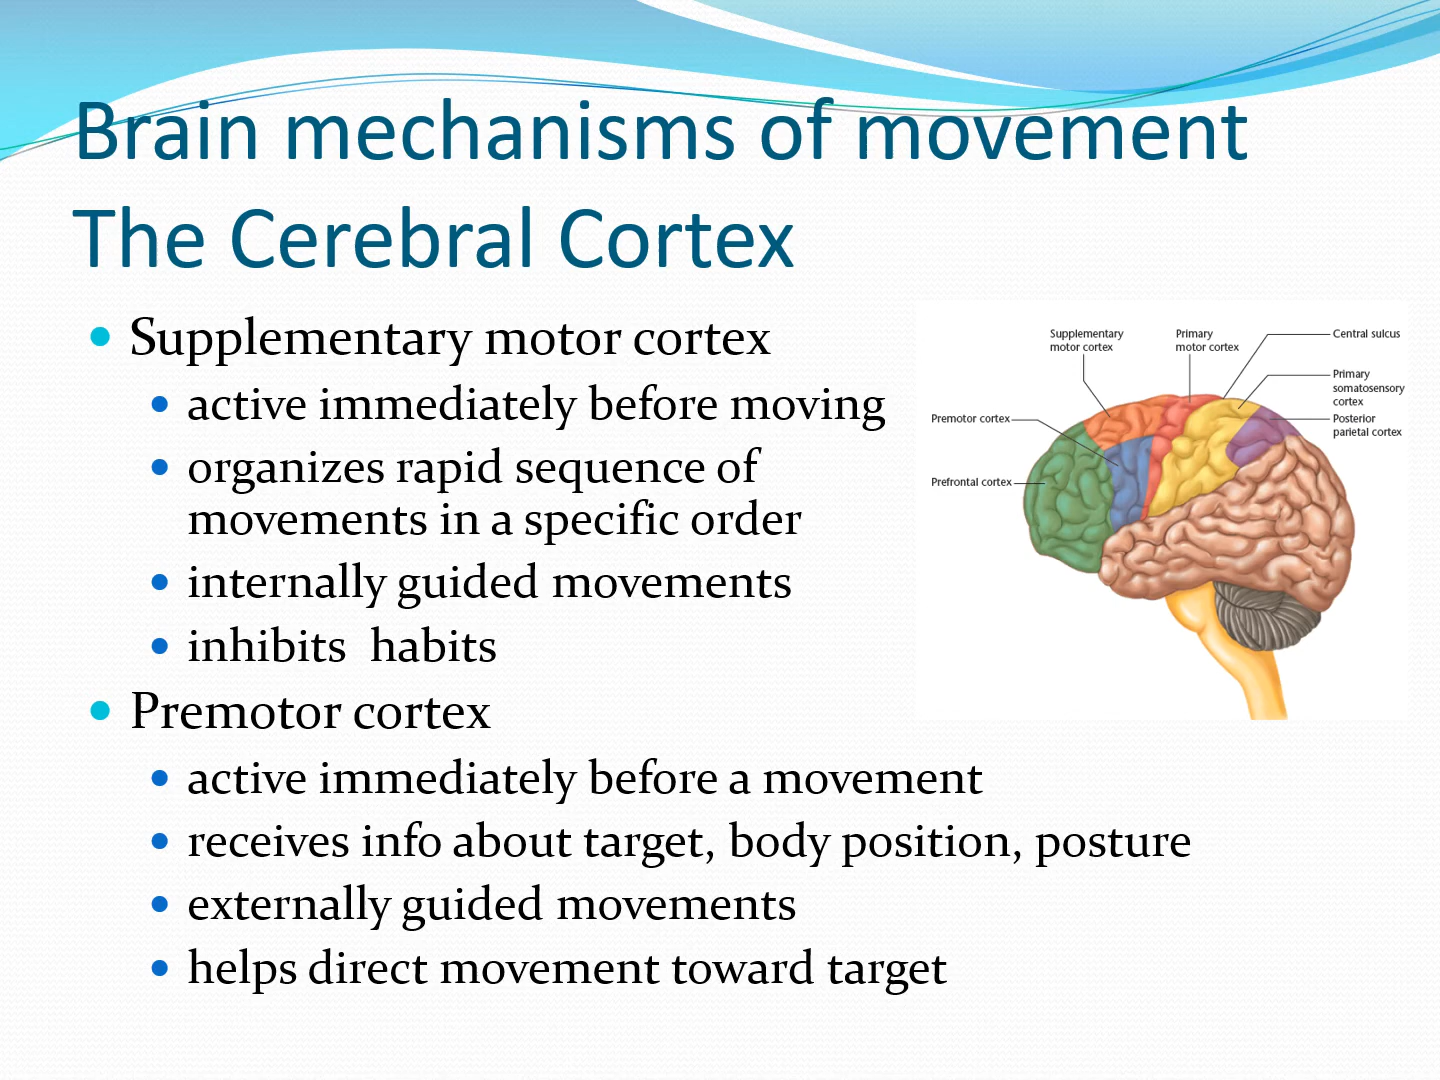 Brain mechanisms of movement
The Cerebral Cortex
• Supplementary motor cortex
• active immediately before moving
• organizes rapid sequence of
movements in a specific order
• internally guided movements
• inhibits  habits
• Premotor cortex
• active immediately before a movement
• receives info about target, body position, posture
• externally guided movements
• helps direct movement toward target
Supplementary
motor cortex
Primary
motor cortex
Central sulcus
Primary
somatosensory
cortex
Posterior
parietal cortex
Premotor cortex
Prefrontal cortex